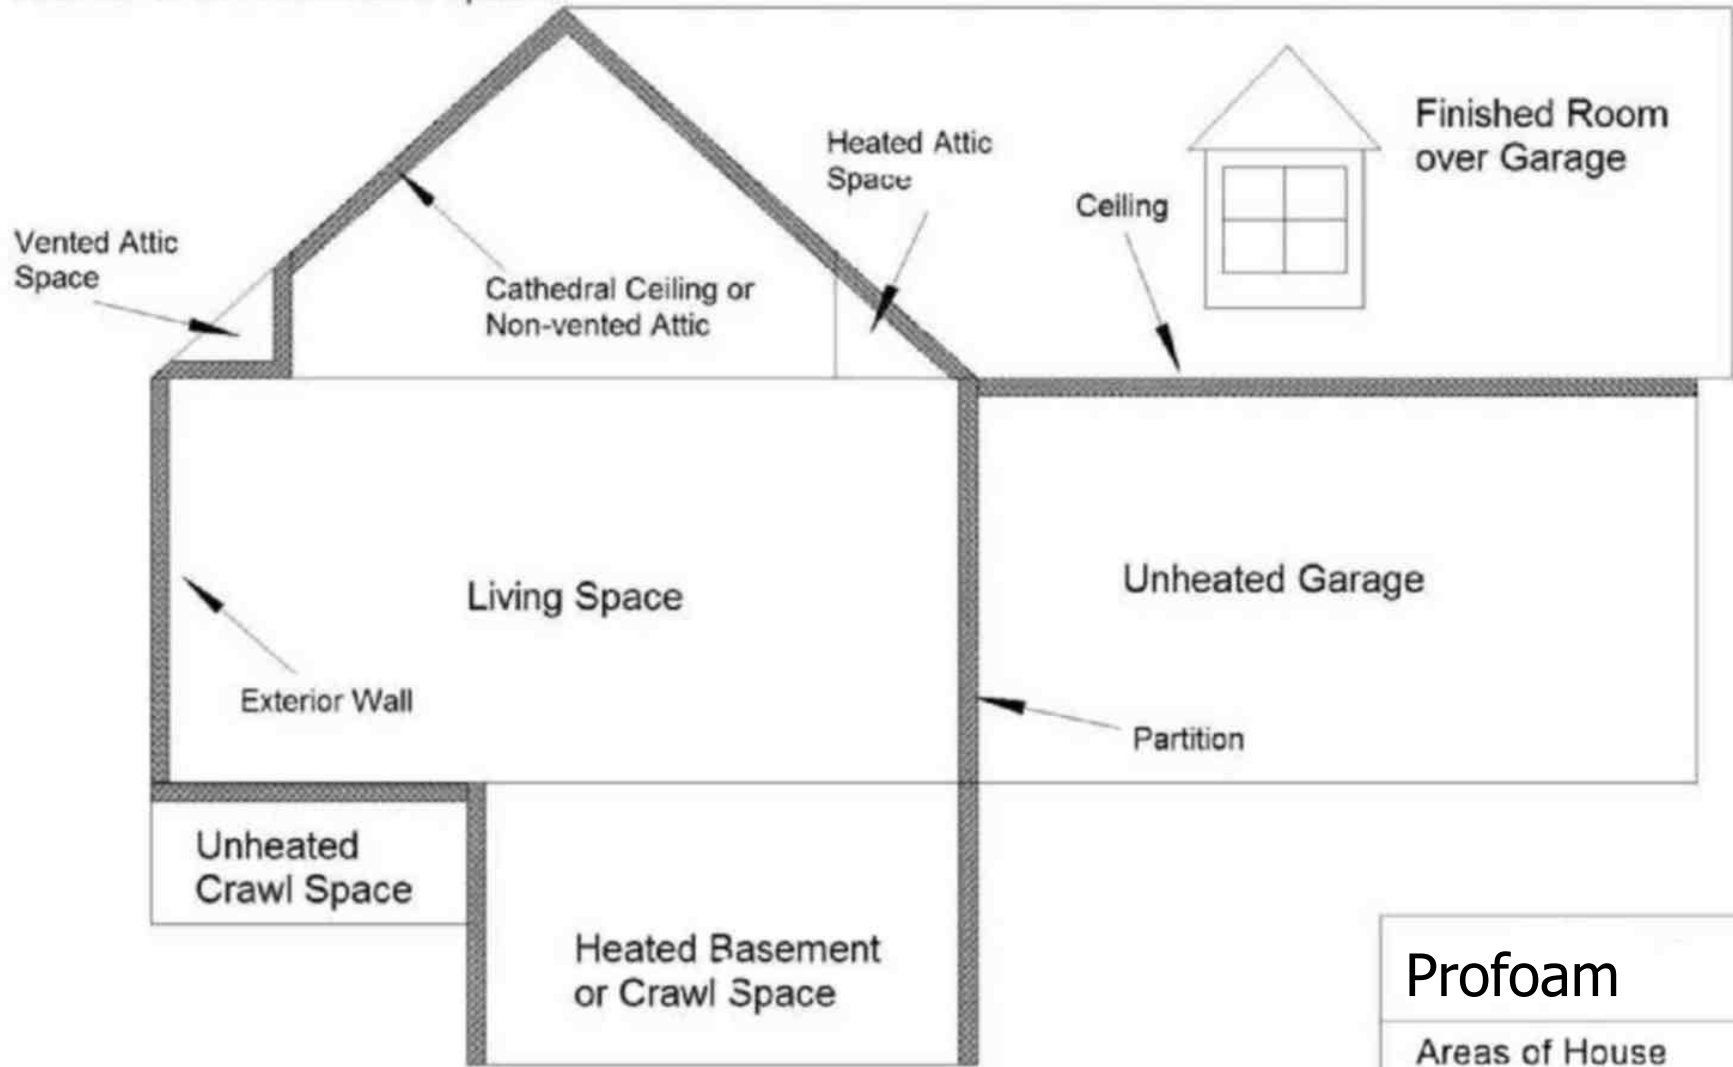 Finished Room
over Garage
Heated Attic
Space
Ceiling
Vented Attic
Space
Cathedral Ceiling or
Non-vented Attic
Living Space
Unheated Garage
Exterior Wall
Partition
Unheated
Crawl Space
Heated Basement
or Crawl Space
Profoam
Areas of House